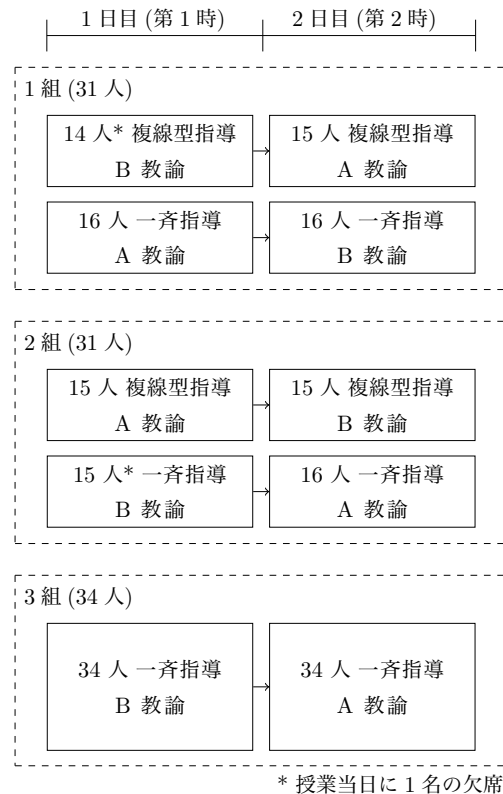 1 日目 (第 1 時) 2 日目 (第 2 時)
1 組 (31 人)
14 人* 複線型指導 15 人 複線型指導
B 教諭 A 教諭
16 人 一斉指導 16 人 一斉指導
A 教諭 B 教諭
2 組 (31 人)
15 人 複線型指導 15 人 複線型指導
A 教諭 B 教諭
15 人* 一斉指導 16 人 一斉指導
B 教諭 A 教諭
3 組 (34 人)
34 人 一斉指導 34 人 一斉指導
B 教諭 A 教諭
* 授業当日に 1 名の欠席